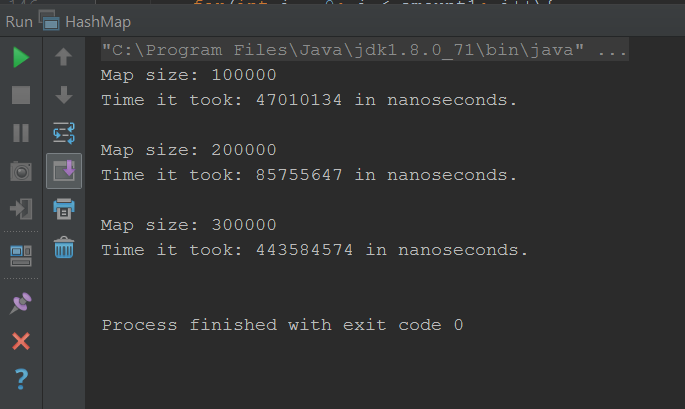 Run HashMap
"C:\Program Files\Java\jdk1.8.0_71\bin\java" ...
Map size: 100000
Time it took: 47010134 in nanoseconds.
Map size: 200000
Time it took: 85755647 in nanoseconds.
Map size: 300000
Time it took: 443584574 in nanoseconds.
Process finished with exit code 0